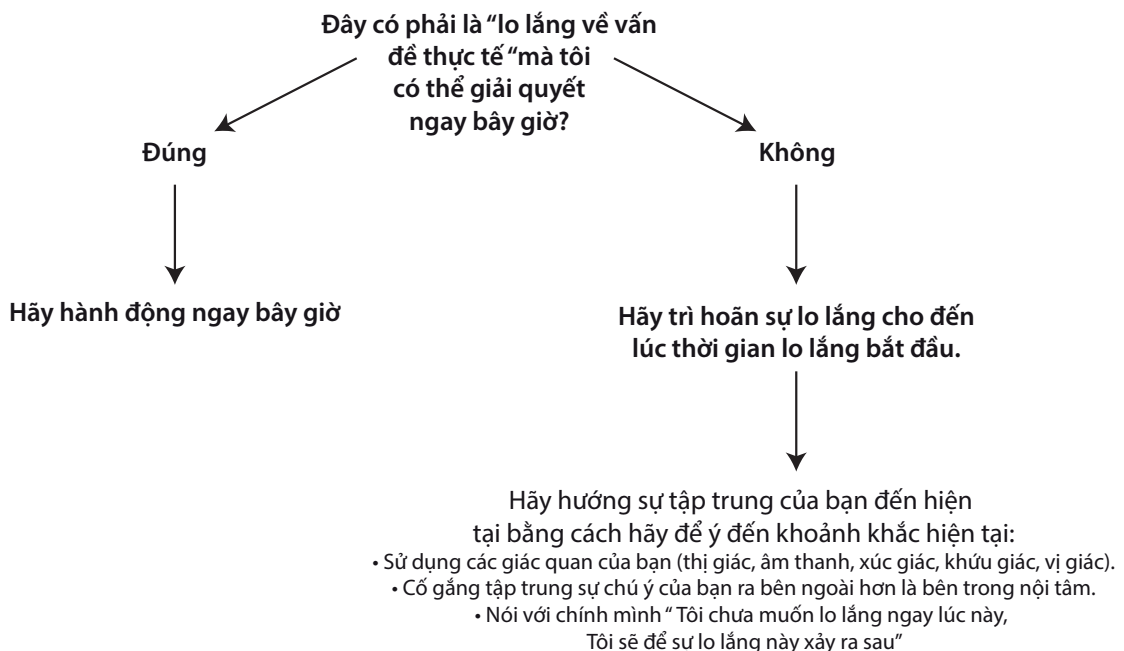 Đây có phải là “lo lắng về vấn
đề thực tế “mà tôi
có thể giải quyết
ngay bây giờ?
Đúng
Không
Hãy hành động ngay bây giờ
Hãy trì hoãn sự lo lắng cho đến
lúc thời gian lo lắng bắt đầu.
Hãy hướng sự tập trung của bạn đến hiện
tại bằng cách hãy để ý đến khoảnh khắc hiện tại:
• Sử dụng các giác quan của bạn (thị giác, âm thanh, xúc giác, khứu giác, vị giác).
• Cố gắng tập trung sự chú ý của bạn ra bên ngoài hơn là bên trong nội tâm.
• Nói với chính mình “ Tôi chưa muốn lo lắng ngay lúc này,
Tôi sẽ để sự lo lắng này xảy ra sau”